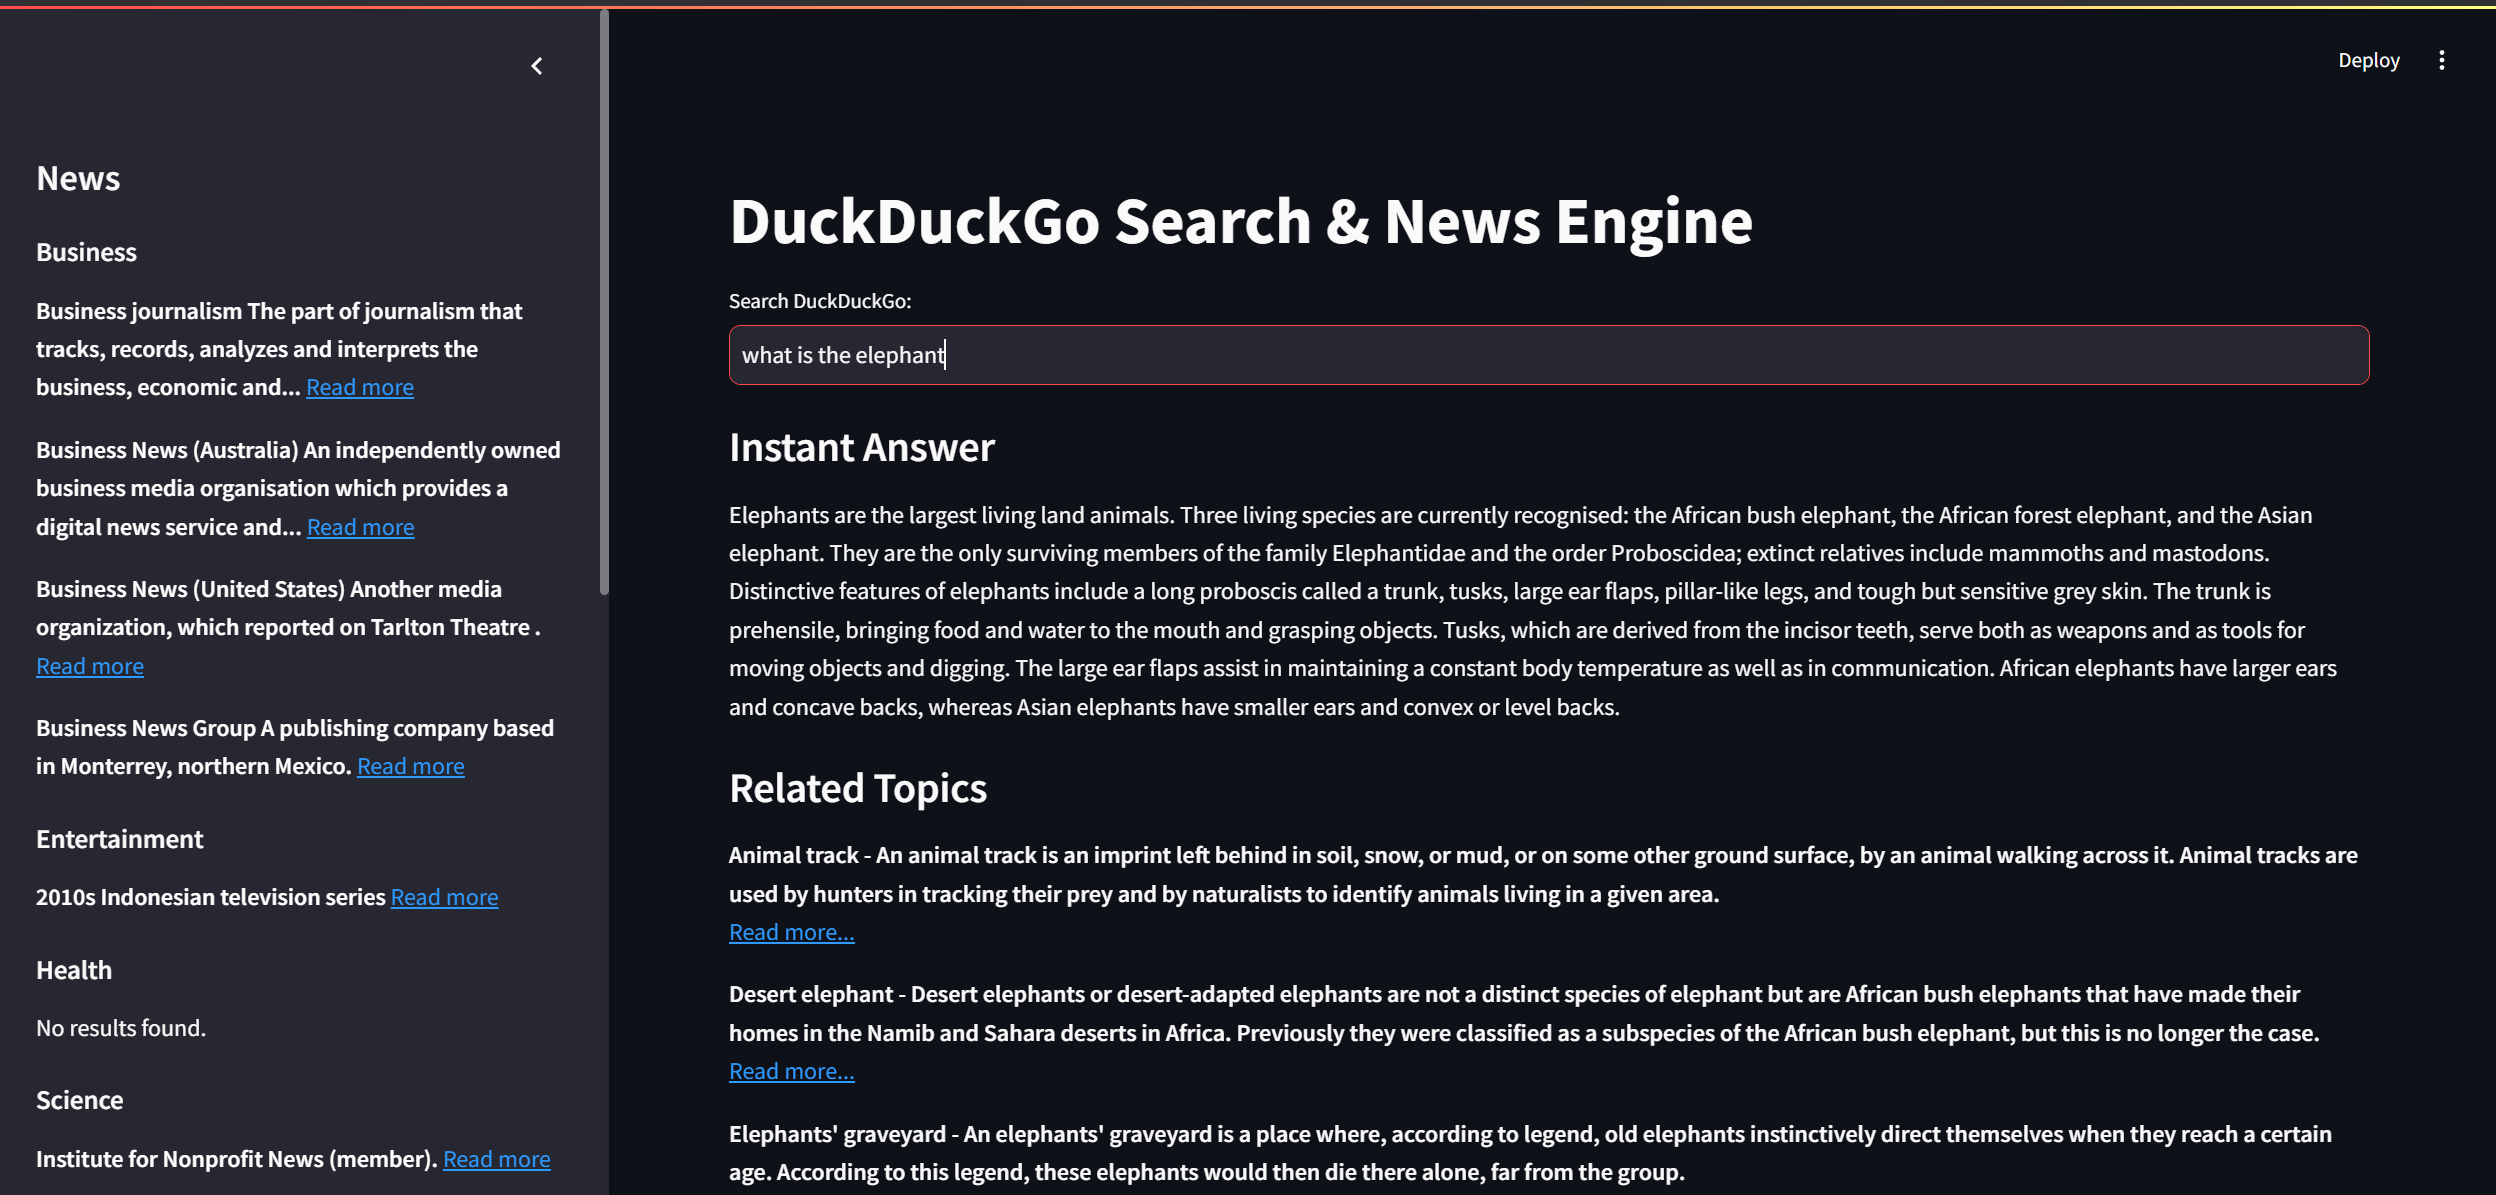 Deploy
News
Business
Business journalism The part of journalism that
tracks, records, analyzes and interprets the
business, economic and... Read more
Business News (Australia) An independently owned
business media organisation which provides a
digital news service and... Read more
Business News (United States) Another media
organization, which reported on Tarlton Theatre .
Read more
Business News Group A publishing company based
in Monterrey, northern Mexico. Read more
Entertainment
2010s Indonesian television series Read more
Health
No results found.
Science
Institute for Nonprofit News (member). Read more
DuckDuckGo Search & News Engine
Search DuckDuckGo:
what is the elephant
Instant Answer
Elephants are the largest living land animals. Three living species are currently recognised: the African bush elephant, the African forest elephant, and the Asian
elephant. They are the only surviving members of the family Elephantidae and the order Proboscidea; extinct relatives include mammoths and mastodons.
Distinctive features of elephants include a long proboscis called a trunk, tusks, large ear flaps, pillar-like legs, and tough but sensitive grey skin. The trunk is
prehensile, bringing food and water to the mouth and grasping objects. Tusks, which are derived from the incisor teeth, serve both as weapons and as tools for
moving objects and digging. The large ear flaps assist in maintaining a constant body temperature as well as in communication. African elephants have larger ears
and concave backs, whereas Asian elephants have smaller ears and convex or level backs.
Related Topics
Animal track - An animal track is an imprint left behind in soil, snow, or mud, or on some other ground surface, by an animal walking across it. Animal tracks are
used by hunters in tracking their prey and by naturalists to identify animals living in a given area.
Read more...
Desert elephant - Desert elephants or desert-adapted elephants are not a distinct species of elephant but are African bush elephants that have made their
homes in the Namib and Sahara deserts in Africa. Previously they were classified as a subspecies of the African bush elephant, but this is no longer the case.
Read more...
Elephants' graveyard - An elephants' graveyard is a place where, according to legend, old elephants instinctively direct themselves when they reach a certain
age. According to this legend, these elephants would then die there alone, far from the group.